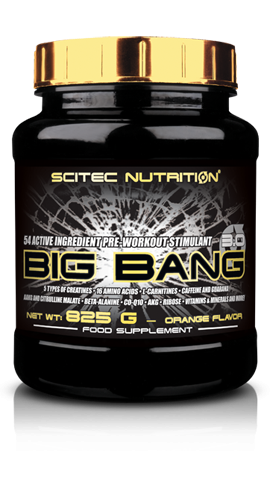 SCITEC NUTRITION®
54 ACTIVE INGREDIENT PRE-WORKOUT STIMULANT 3.0
BIG BANG
5 TYPES OF CREATINES • 16 AMINO ACIDS • L-CARNITINES • CAFFEINE AND GUARANA
AAKG AND CITRULLINE MALATE • BETA-ALANINE • CO-Q10 • AKG • RIBOSE • VITAMINS & MINERALS AND MORE!
NET WT: 825 G – ORANGE FLAVOR
FOOD SUPPLEMENT